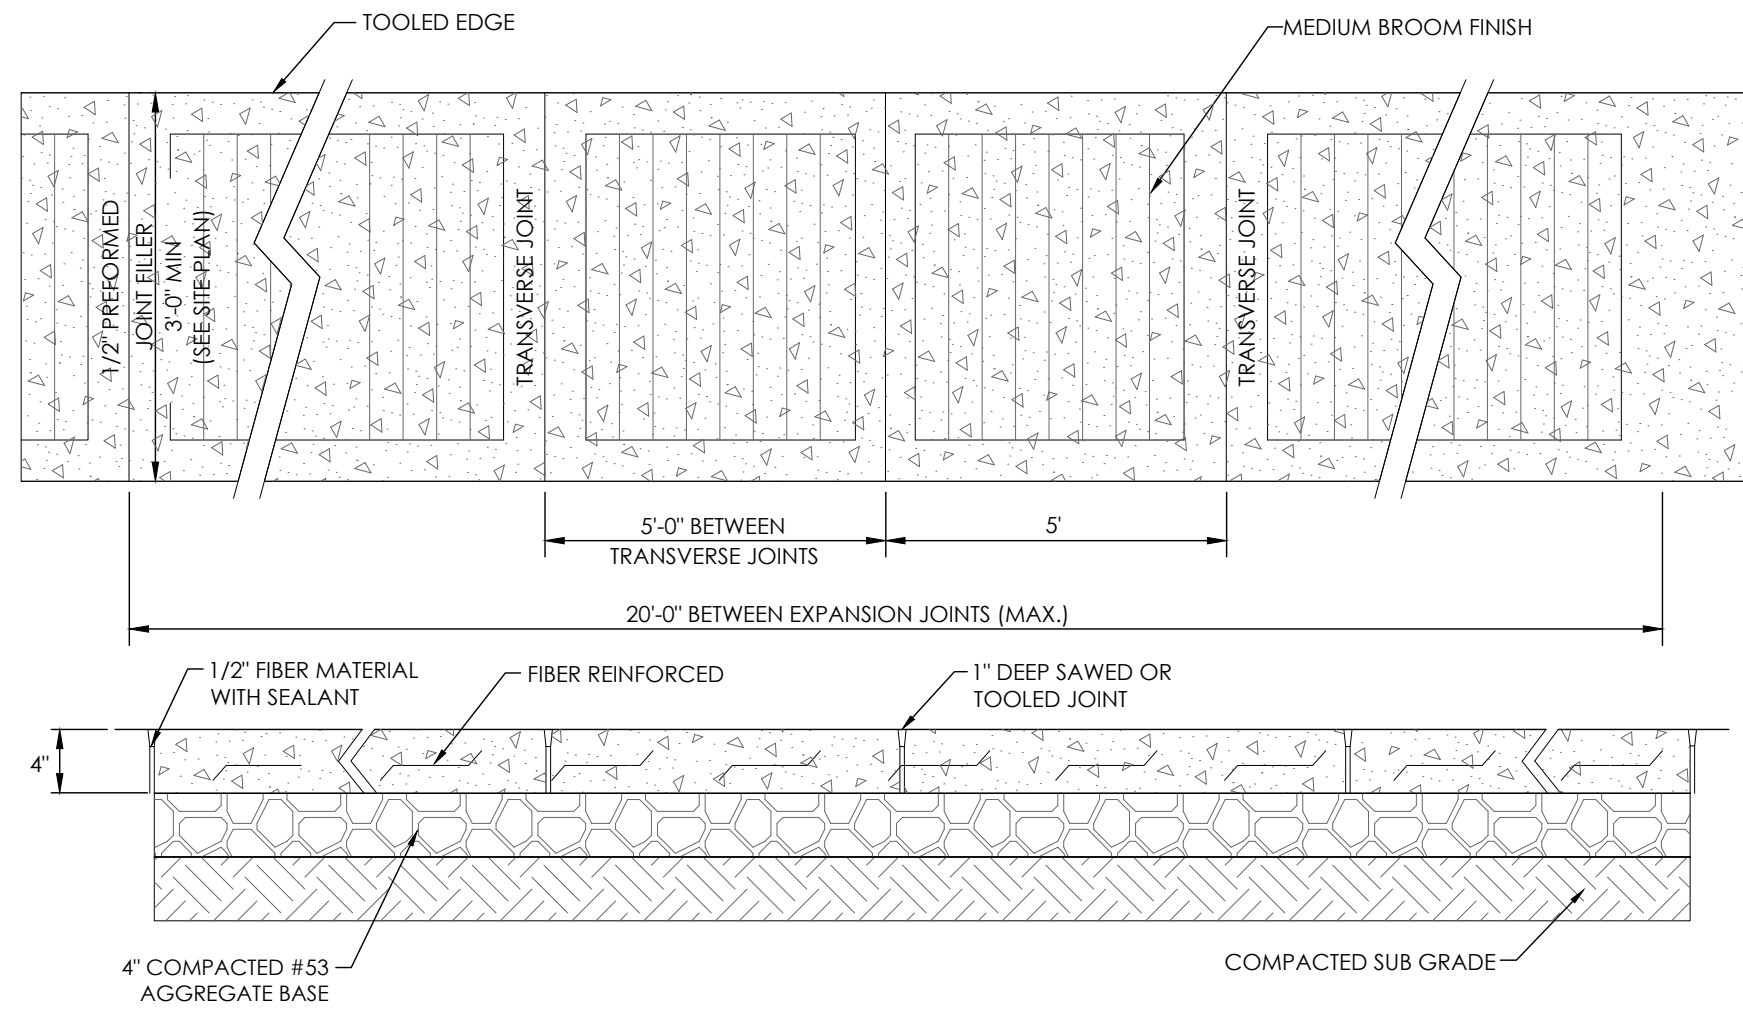 TOOLED EDGE
MEDIUM BROOM FINISH
1/2" PREFORMED
JOINT FILLER
3'-0" MIN
(SEE SITE PLAN)
TRANSVERSE JOINT
TRANSVERSE JOINT
5'-0" BETWEEN
TRANSVERSE JOINTS
5'
20'-0" BETWEEN EXPANSION JOINTS (MAX.)
1/2" FIBER MATERIAL
WITH SEALANT
FIBER REINFORCED
1" DEEP SAWED OR
TOOLED JOINT
4"
4" COMPACTED #53
AGGREGATE BASE
COMPACTED SUB GRADE